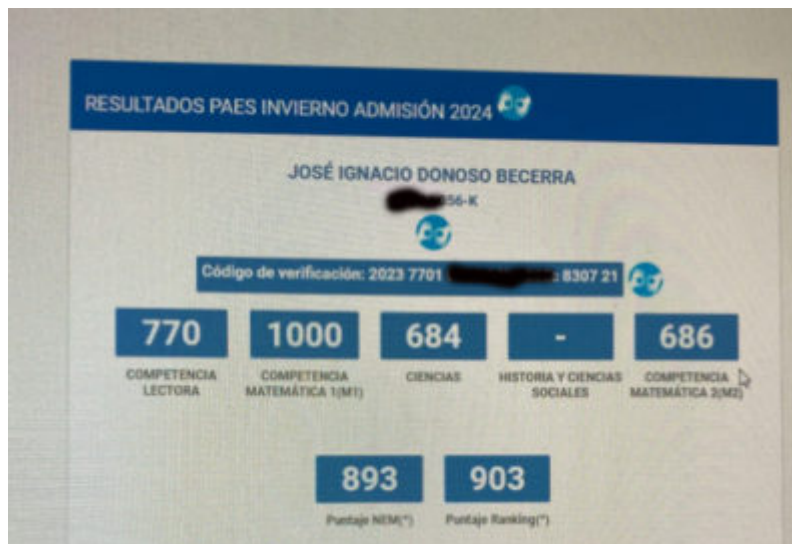 RESULTADOS PAES INVIERNO ADMISIÓN 2024
JOSÉ IGNACIO DONOSO BECERRA
56-K
Código de verificación: 2023 7701 : 8307 21
770 1000 684 - 686
COMPETENCIA LECTORA
COMPETENCIA MATEMÁTICA 1(M1)
CIENCIAS
HISTORIA Y CIENCIAS SOCIALES
COMPETENCIA MATEMÁTICA 2(M2)
893 903
Puntaje NEM(*) Puntaje Ranking(*)